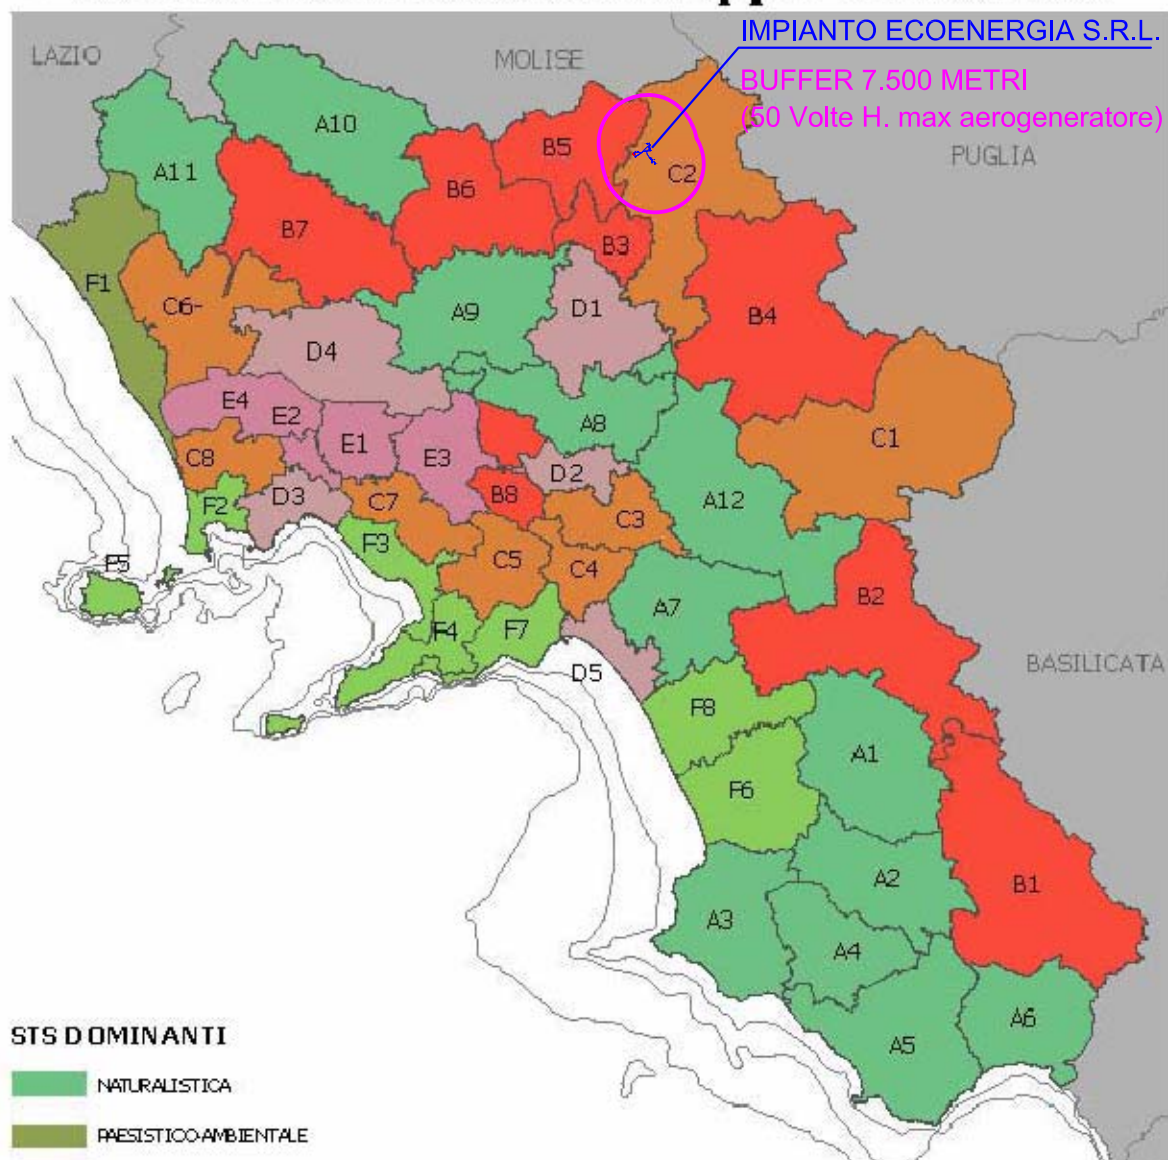 IMPIANTO ECOENERGIA S.R.L.
LAZIO
MOLISE
BUFFER 7.500 METRI
(50 Volte H. max aerogeneratore)
PUGLIA
A10
A11
B5
B6
C2
B7
B3
F1
C6-
A9
D1
B4
D4
E4
E2
A8
E1
C1
C8
E3
D2
F2
D3
C7
B8
C3
A12
F3
F5
C5
C4
A7
B2
F4
F7
D5
BASILICATA
F8
A1
F6
A2
B1
A3
A4
A6
A5
STS DOMINANTI
NATURALISTICA
PAESISTICO-AMBIENTALE